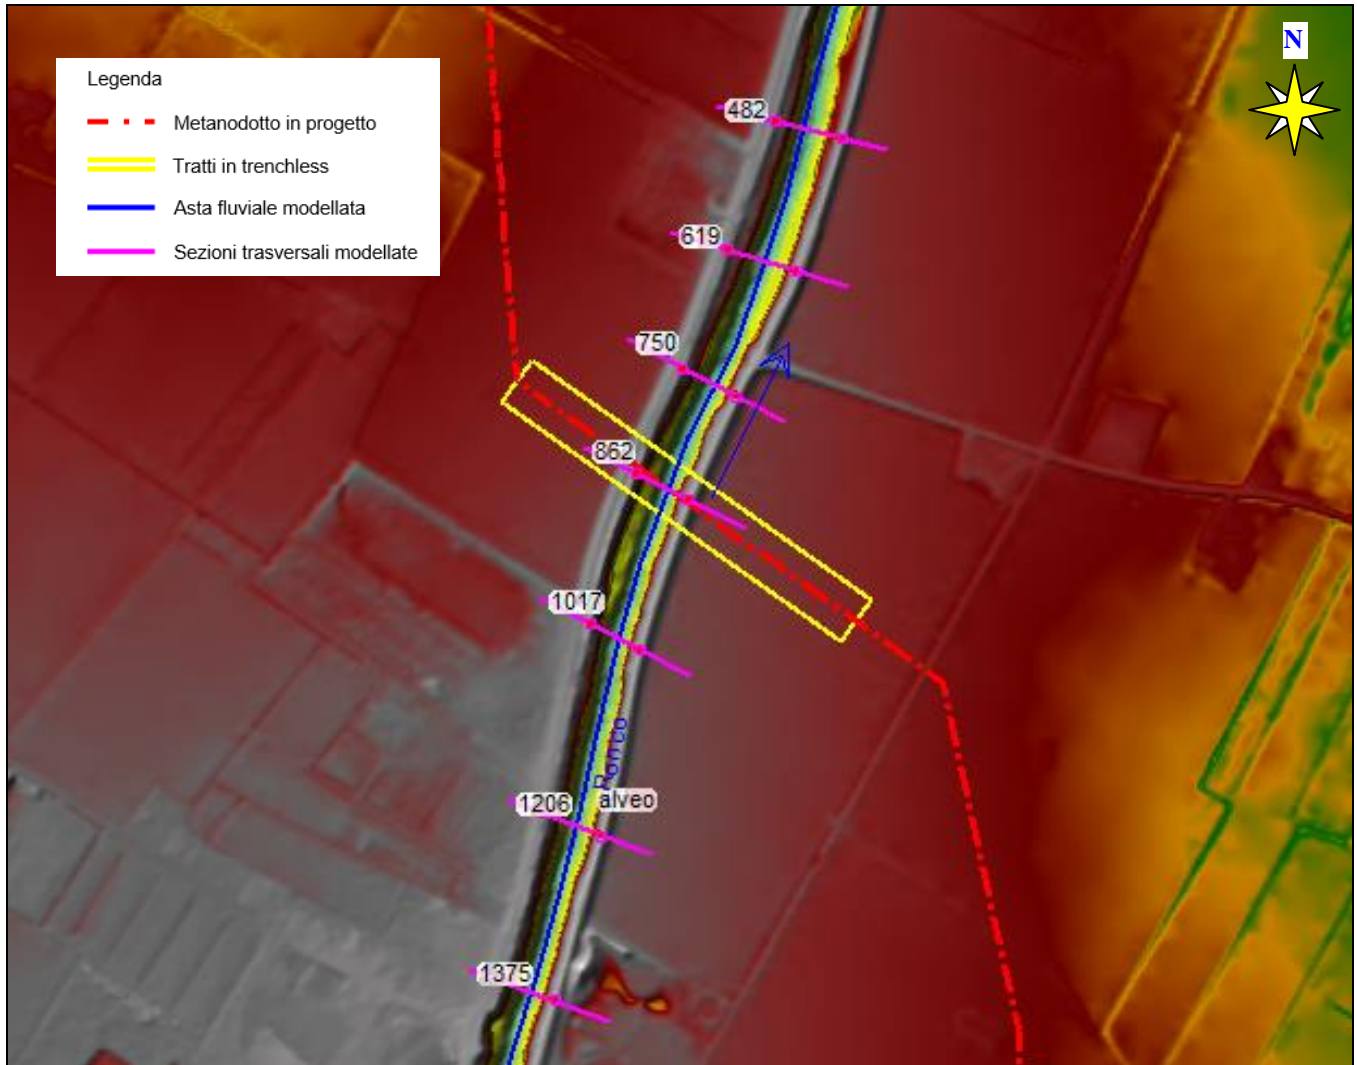 N
Legenda
Metanodotto in progetto
Tratti in trenchless
Asta fluviale modellata
Sezioni trasversali modellate
482
619
750
862
1017
Ronco
1206
alveo
1375